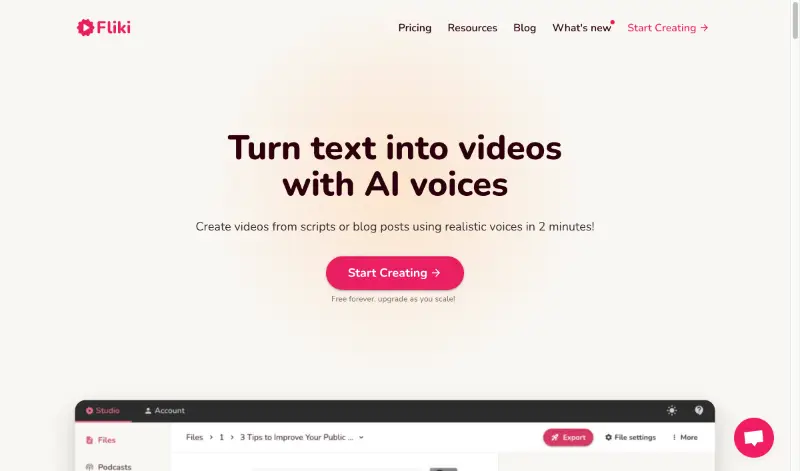 Fliki
Pricing
Resources
Blog
What's new
Start Creating →
Turn text into videos
with AI voices
Create videos from scripts or blog posts using realistic voices in 2 minutes!
Start Creating →
Free forever, upgrade as you scale!
Studio
Account
Files
Files > 1 > 3 Tips to Improve Your Public ...
Export
File settings
More
Podcasts